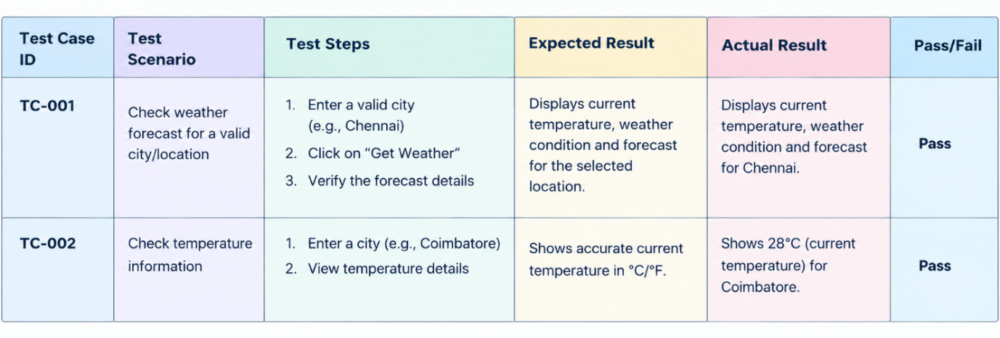 Test Case
ID
Test
Scenario
Test Steps
Expected Result
Actual Result
Pass/Fail
TC-001
Check weather
forecast for a valid
city/location
1. Enter a valid city
(e.g., Chennai)
2. Click on “Get Weather”
3. Verify the forecast details
Displays current
temperature, weather
condition and forecast
for the selected
location.
Displays current
temperature, weather
condition and forecast
for Chennai.
Pass
TC-002
Check temperature
information
1. Enter a city (e.g., Coimbatore)
2. View temperature details
Shows accurate current
temperature in °C/°F.
Shows 28°C (current
temperature) for
Coimbatore.
Pass